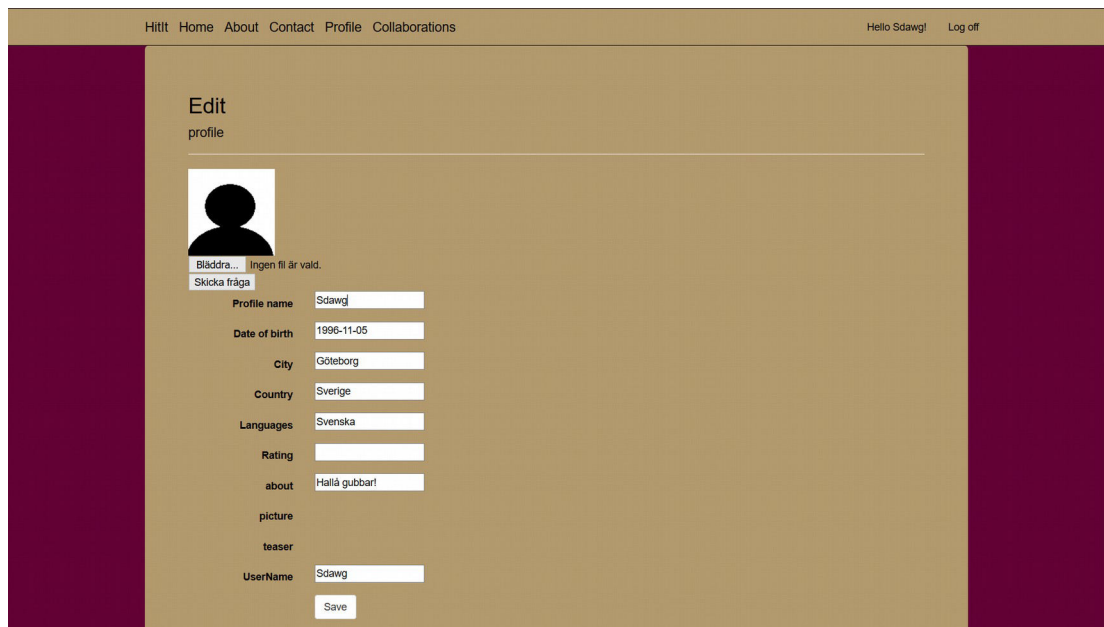 HitIt Home About Contact Profile Collaborations Hello Sdawg! Log off
Edit
profile
Bläddra... Ingen fil är vald.
Skicka fråga
Profile name Sdawg
Date of birth 1996-11-05
City Göteborg
Country Sverige
Languages Svenska
Rating
about Hallå gubbar!
picture
teaser
UserName Sdawg
Save